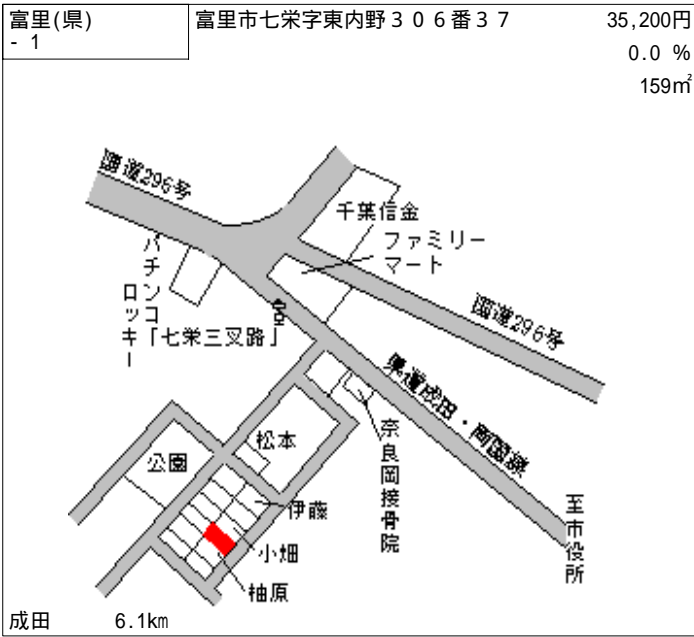 富里(県)
- 1
富里市七栄字東内野３０６番３７
35,200円
0.0 %
159㎡
国道296号
千葉信金
ファミリー
マート
パチンコ
ロッキー
「七栄三叉路」
国道296号
県道成田・両国線
松本
公園
奈良岡接骨院
伊藤
小畑
柚原
至市役所
成田
6.1km